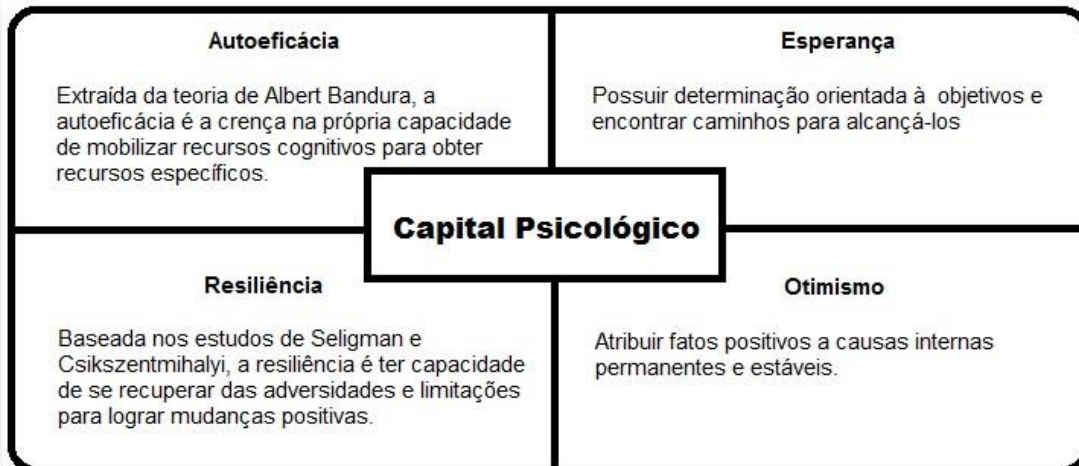 Autoeficácia
Extraída da teoria de Albert Bandura, a
autoeficácia é a crença na própria capacidade
de mobilizar recursos cognitivos para obter
recursos específicos.
Esperança
Possuir determinação orientada à objetivos e
encontrar caminhos para alcançá-los
Capital Psicológico
Resiliência
Baseada nos estudos de Seligman e
Csikszentmihalyi, a resiliência é ter capacidade
de se recuperar das adversidades e limitações
para lograr mudanças positivas.
Otimismo
Atribuir fatos positivos a causas internas
permanentes e estáveis.